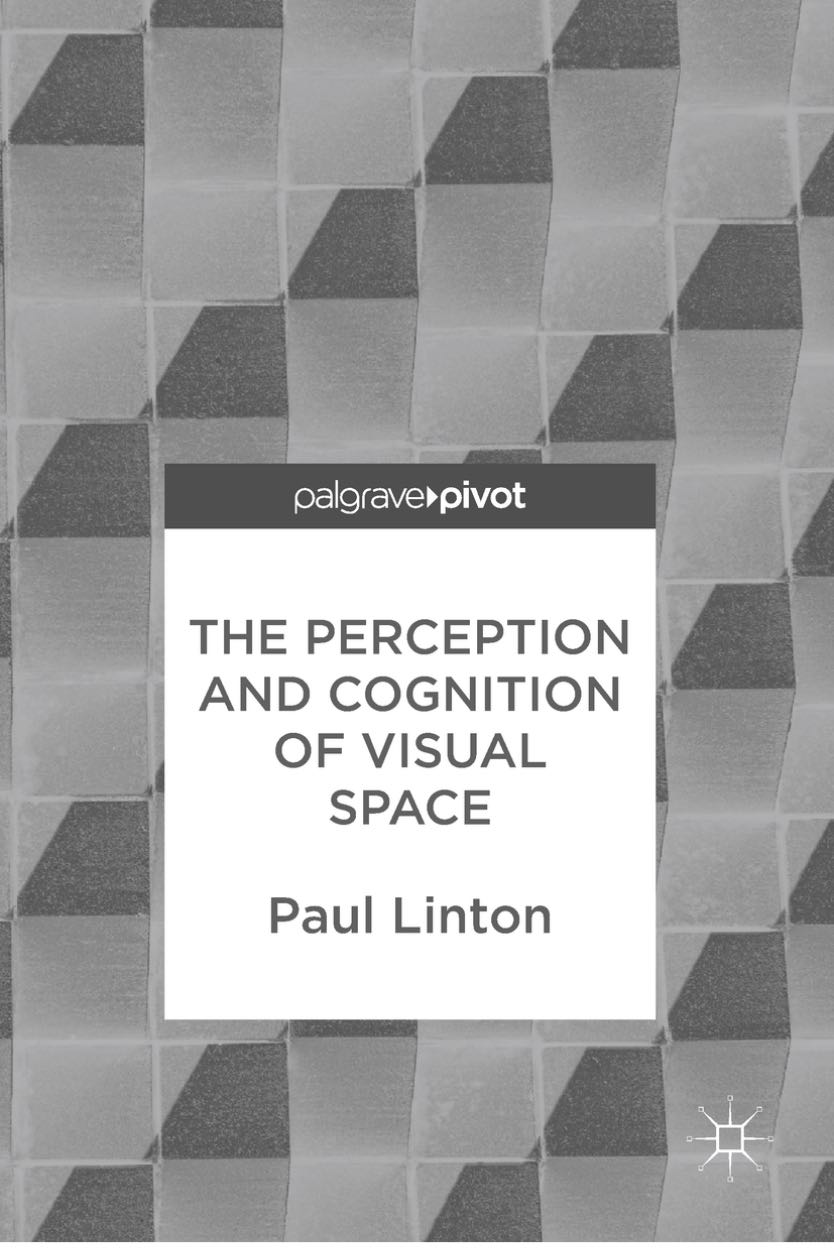 palgrave pivot
THE PERCEPTION
AND COGNITION
OF VISUAL
SPACE
Paul Linton